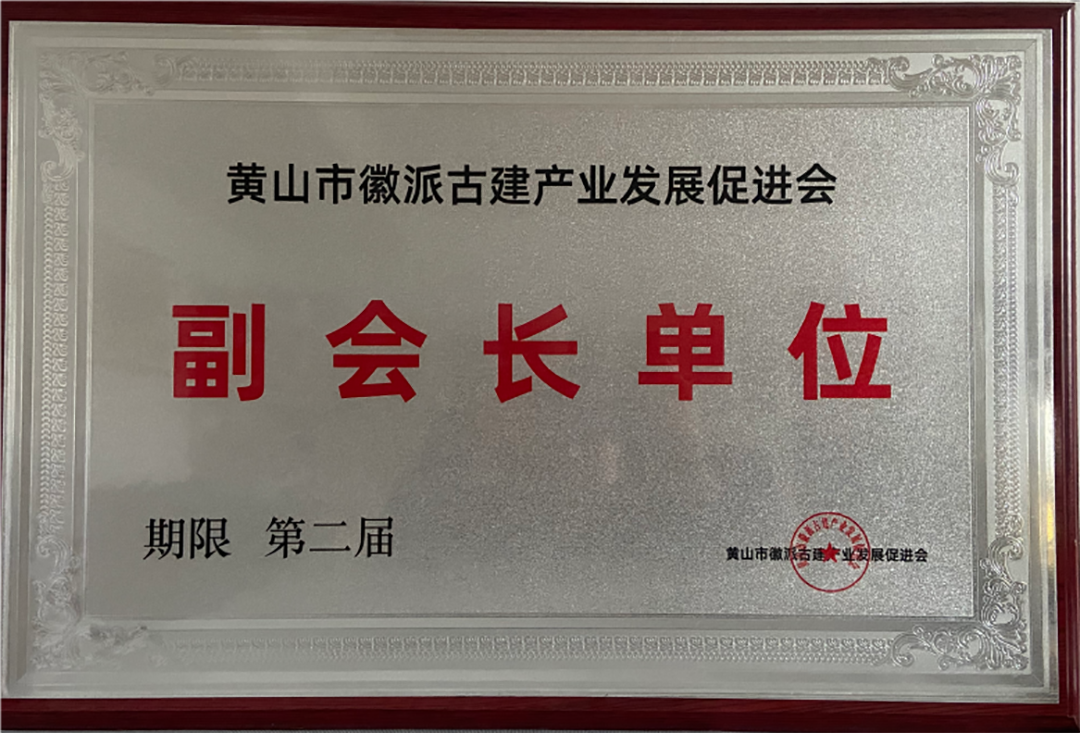 黄山市徽派古建产业发展促进会
副会长单位
期限 第二届
黄山市徽派古建产业发展促进会